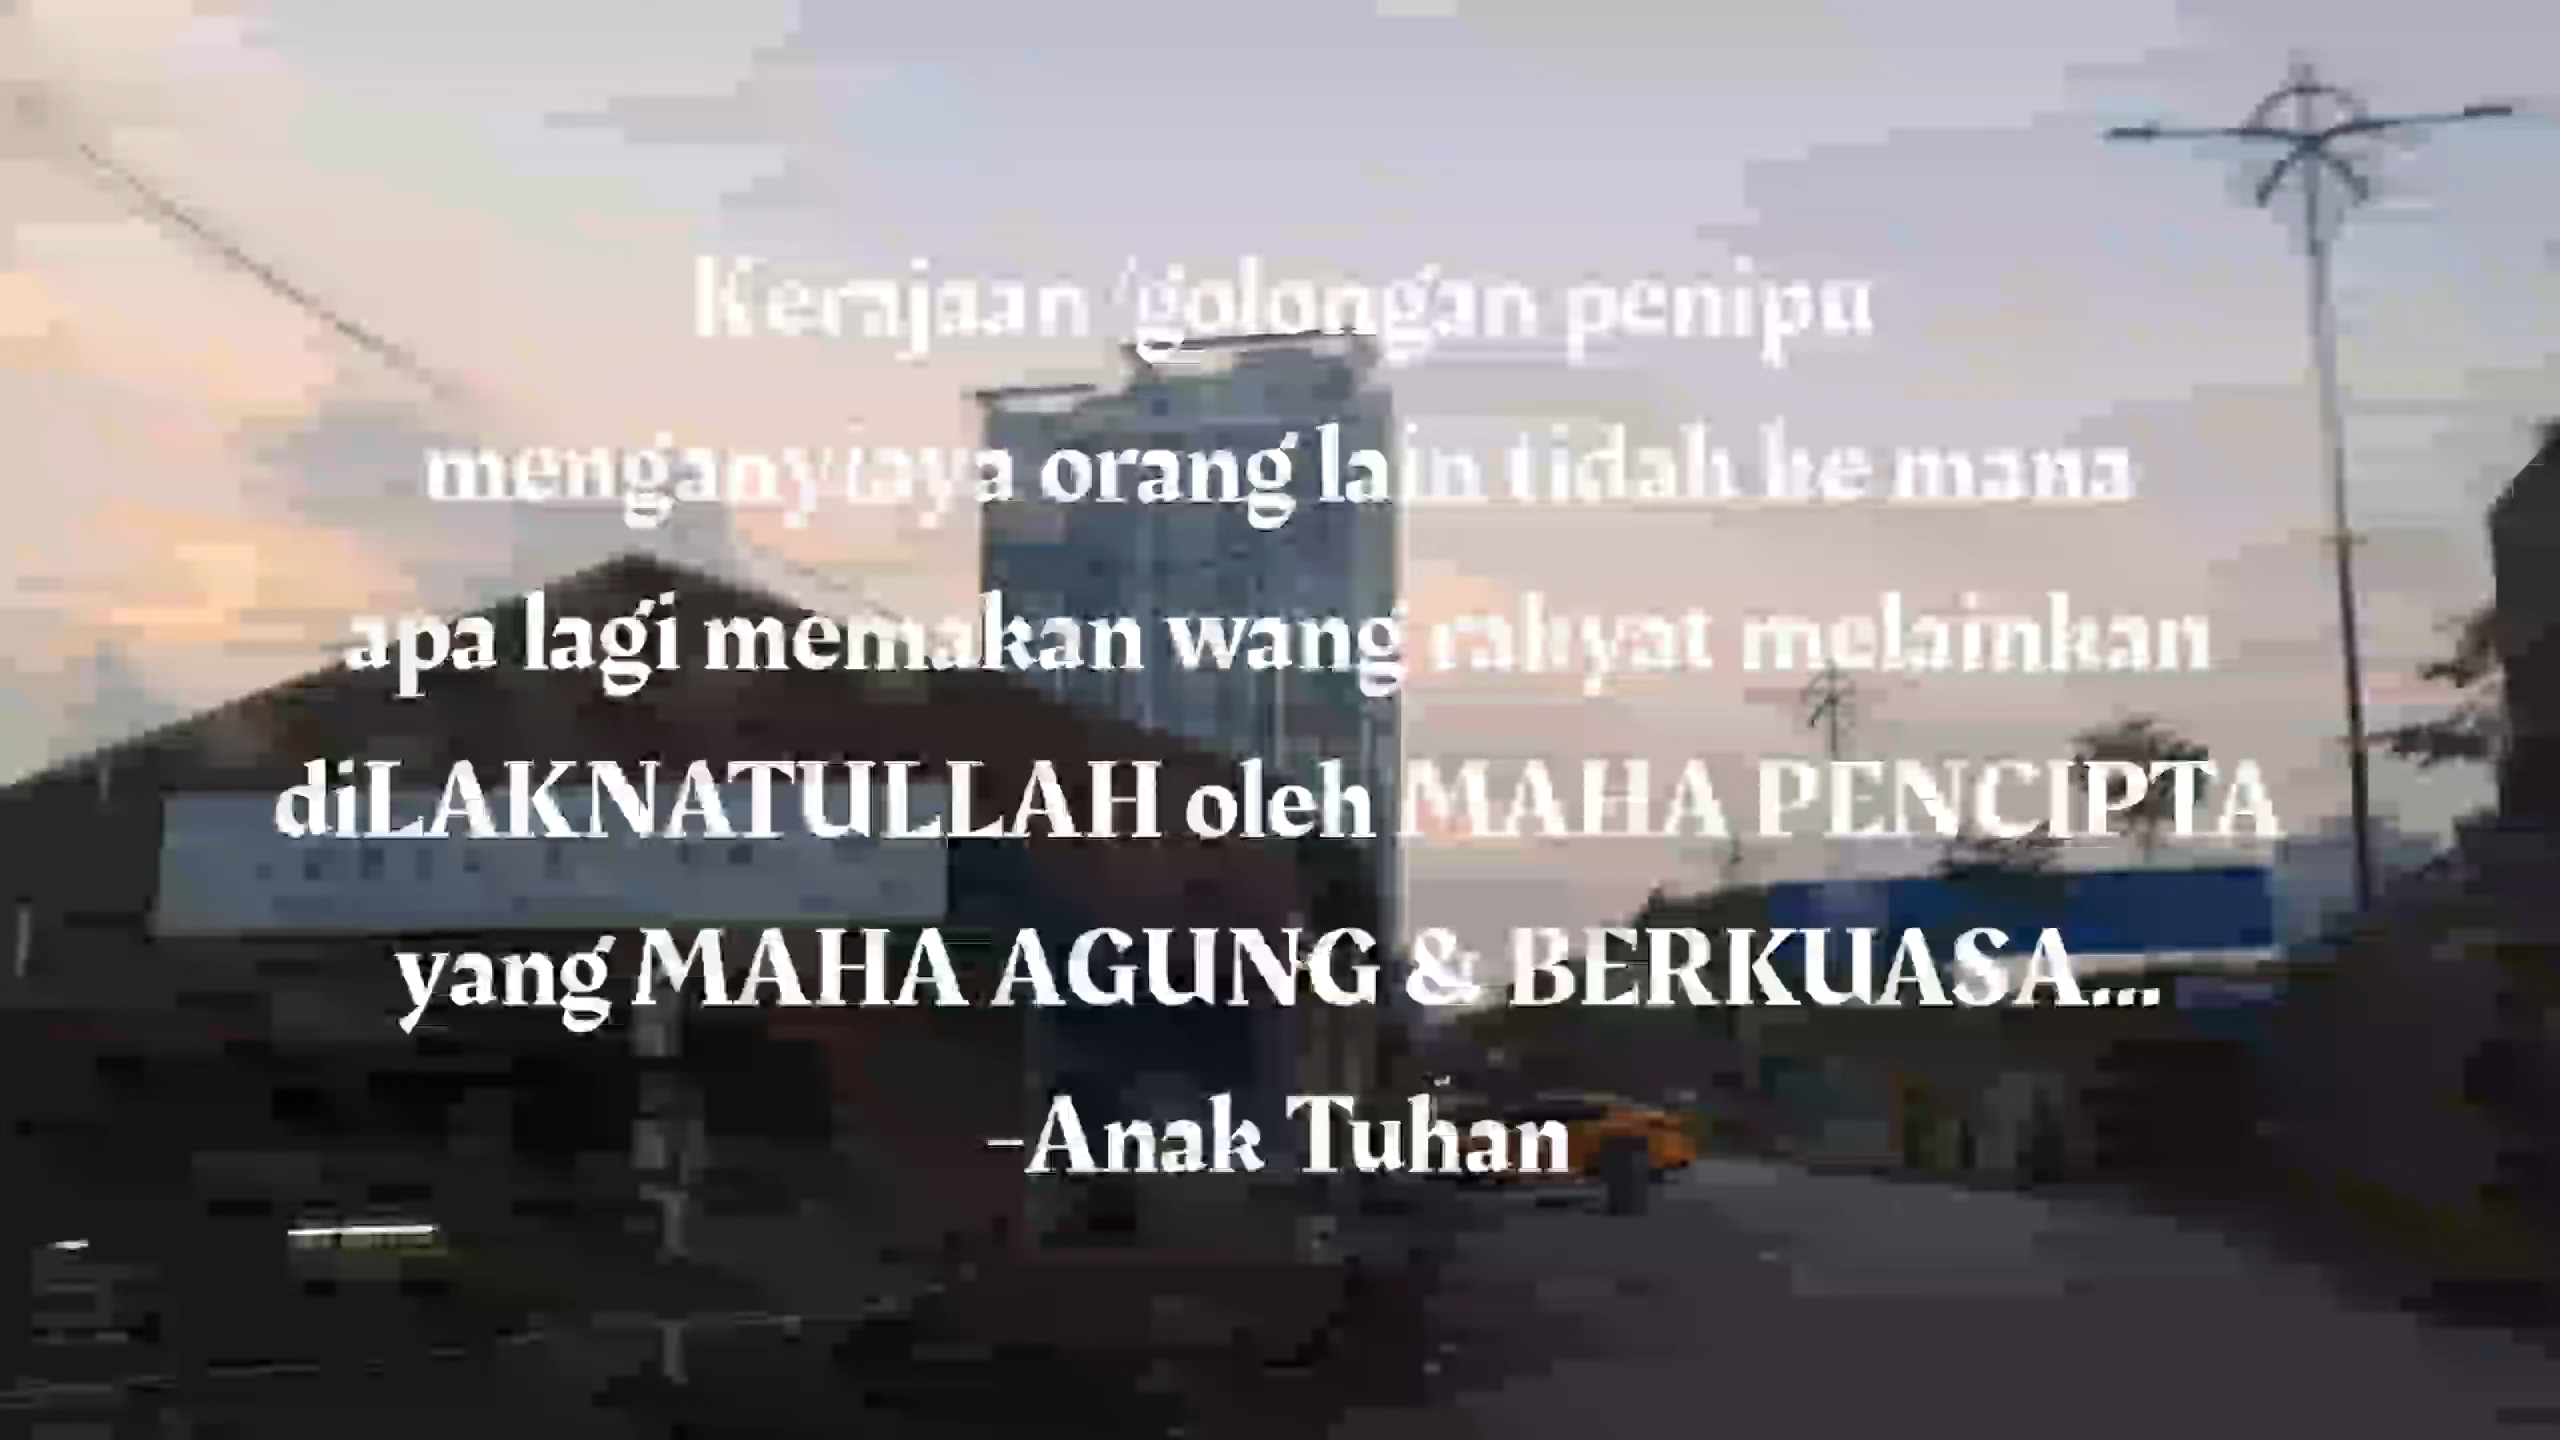 Kerajaan 'golongan penipu
menganyiaya orang lain tidak ke mana
apa lagi memakan wang rakyat melainkan
diLAKNATULLAH oleh MAHA PENCIPTA
yang MAHA AGUNG & BERKUASA...
-Anak Tuhan